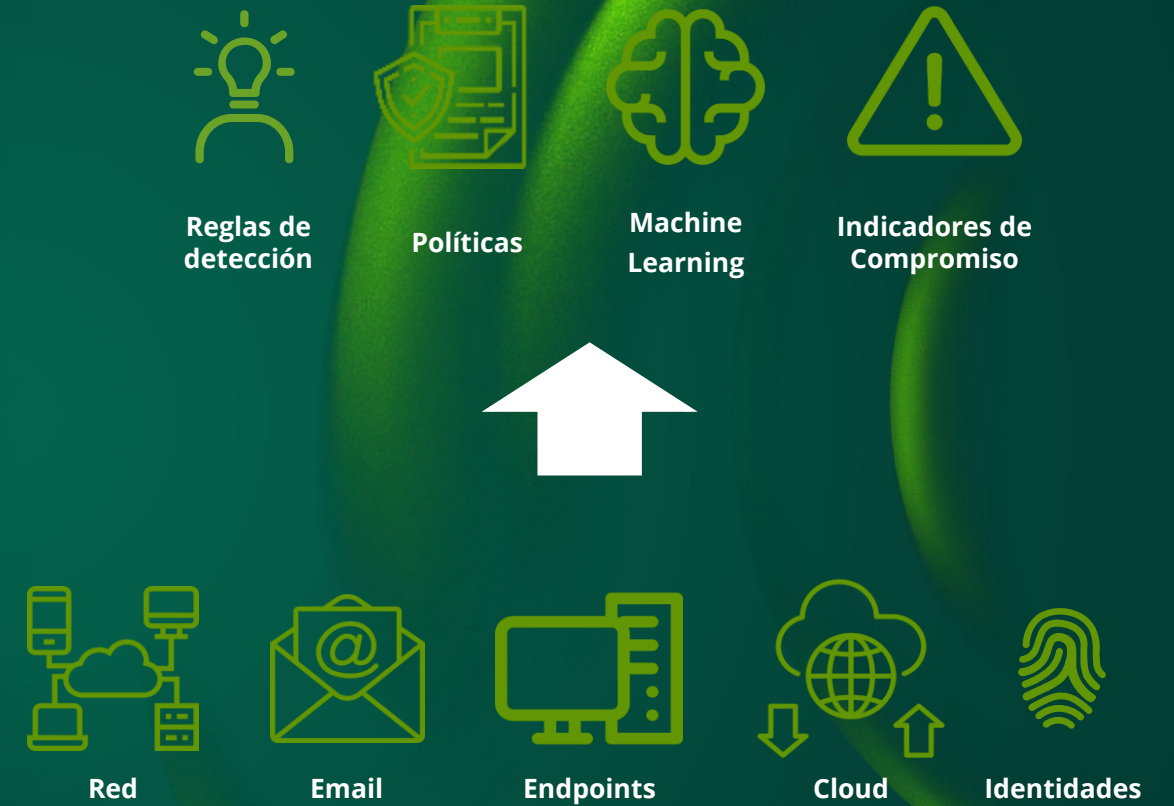 Reglas de
detección
Políticas
Machine
Learning
Indicadores de
Compromiso
@
Red
Email
Endpoints
Cloud
Identidades